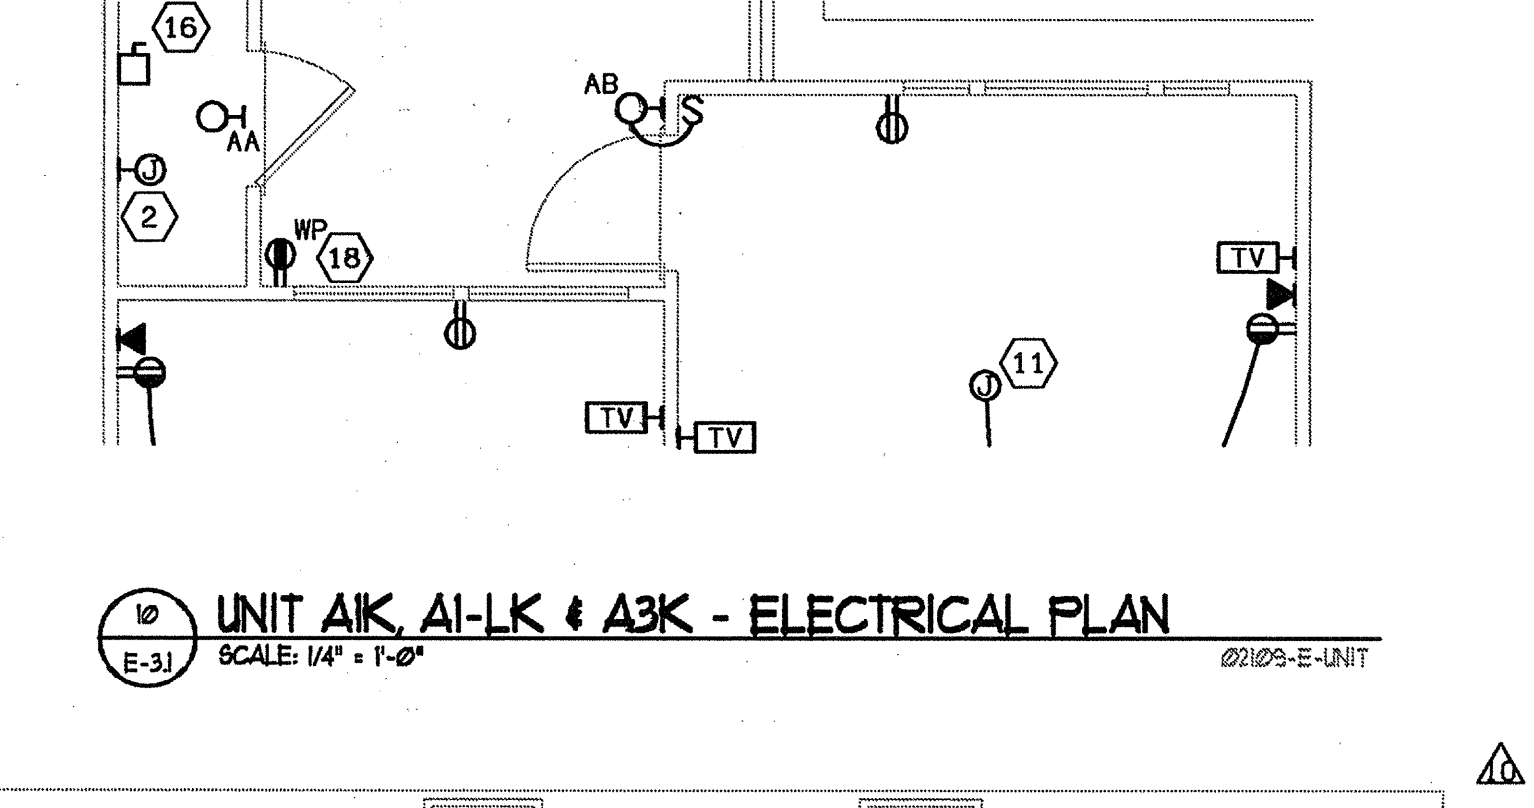 16
AB
S
AA
J
2
WP
18
TV
11
J
TV
TV
10
UNIT A1K, A1-LK & A3K - ELECTRICAL PLAN
E-3.1
SCALE: 1/4" = 1'-0"
02109-E-UNIT
10